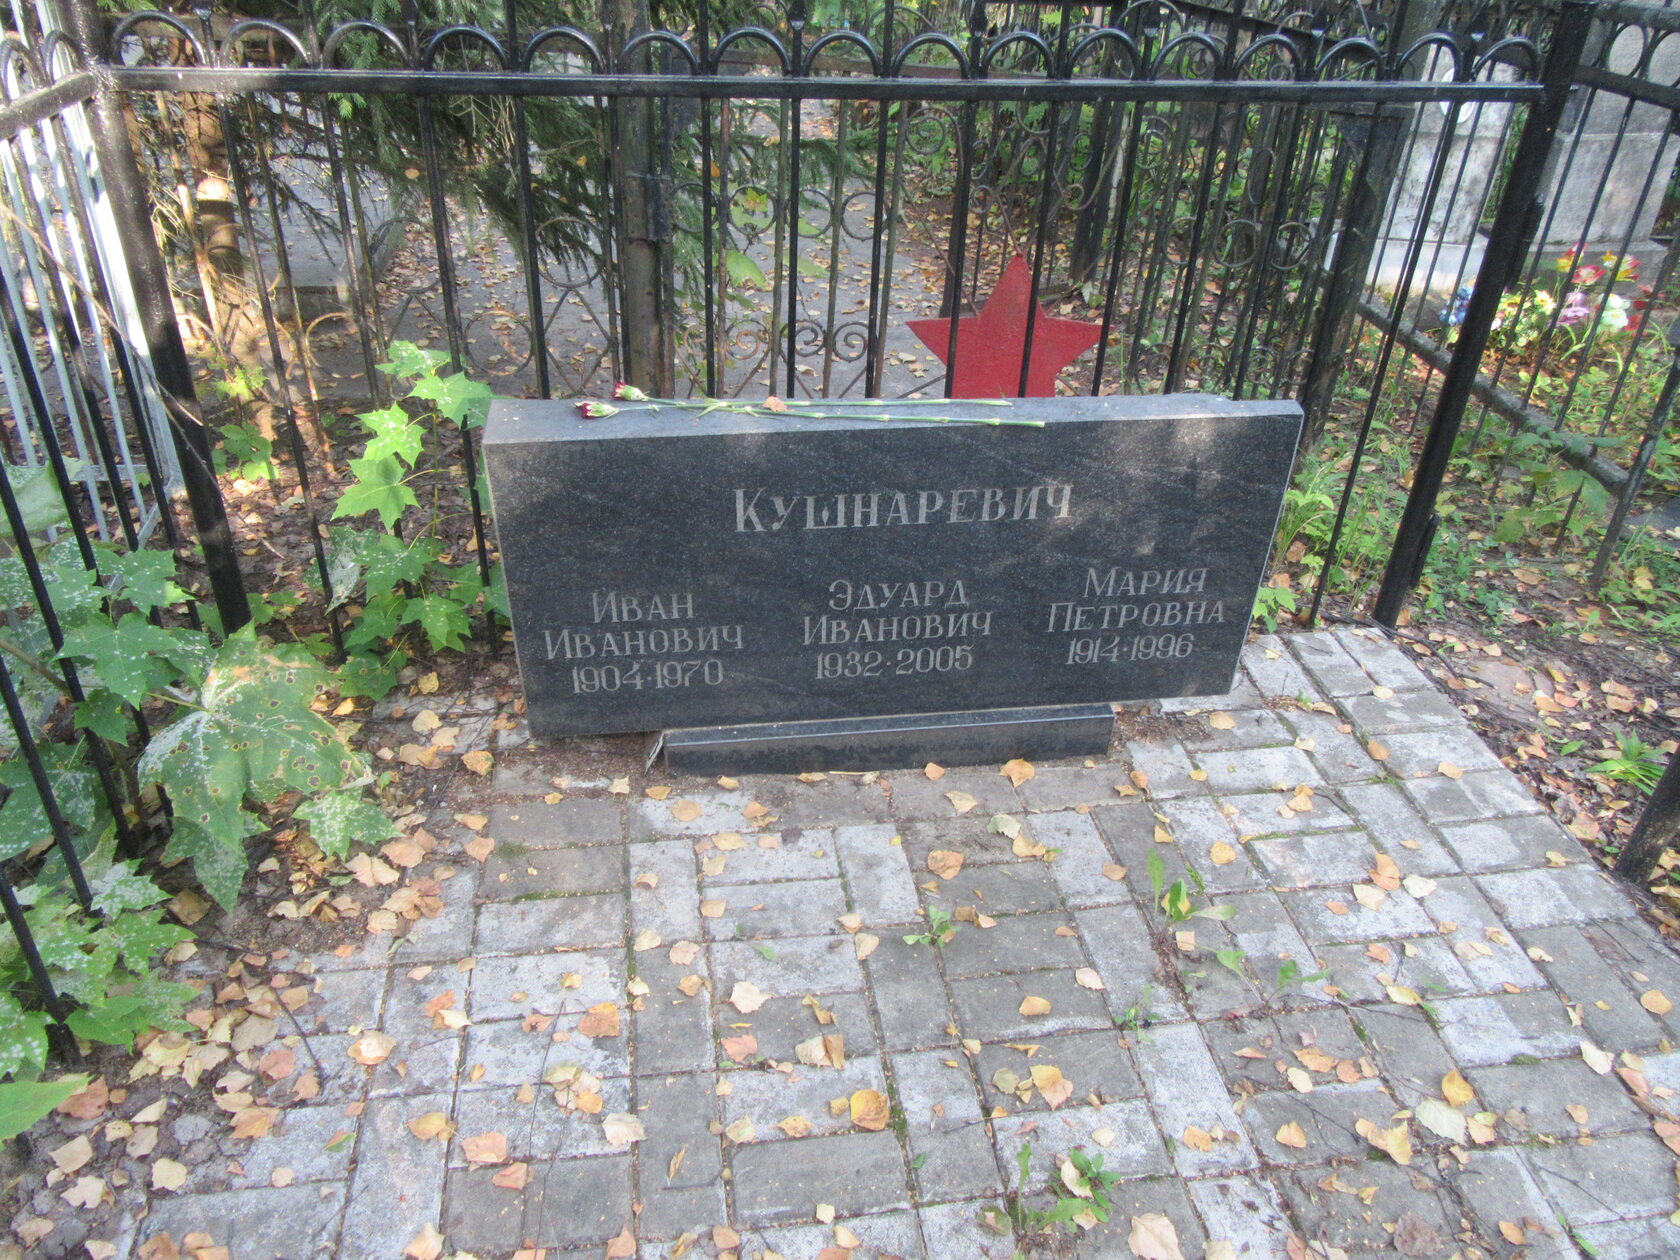 Кушнаревич
Иван
Иванович
1904·1970
Эдуард
Иванович
1932·2005
Мария
Петровна
1914·1996